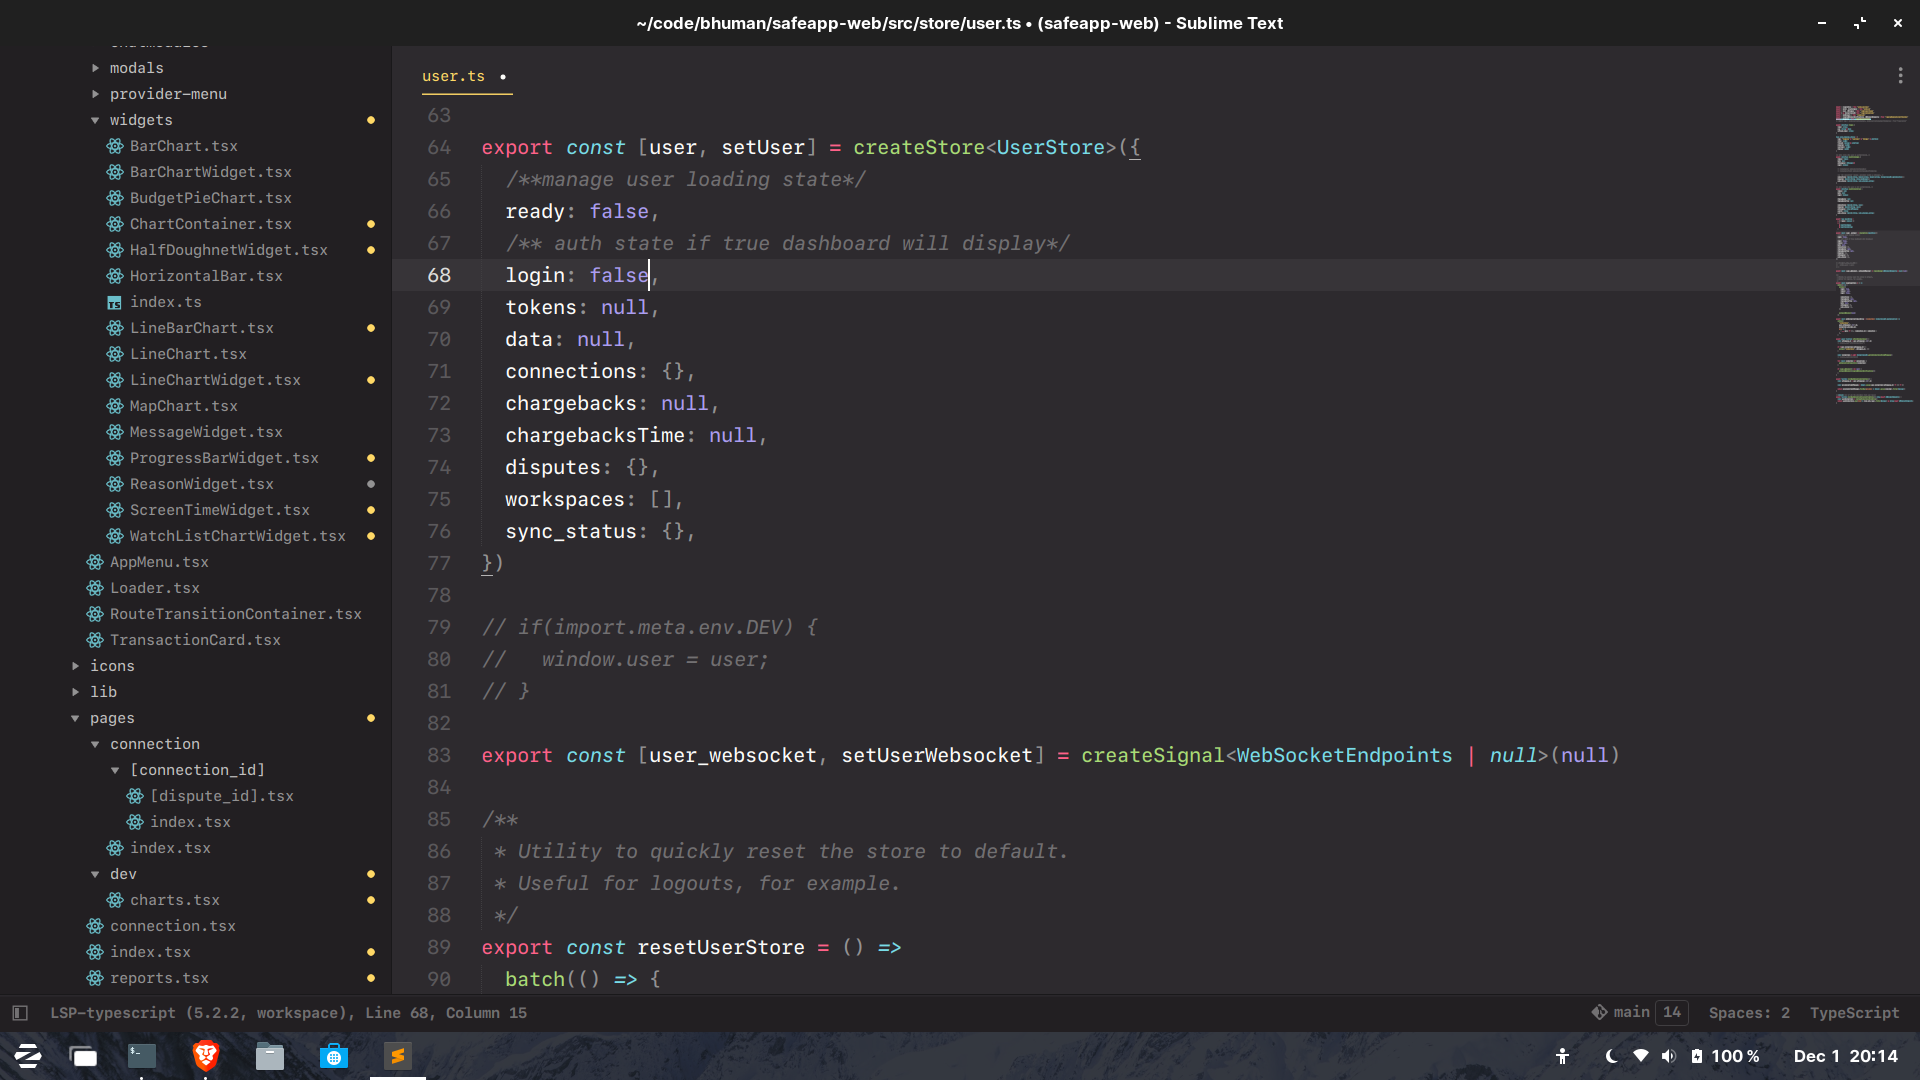 ~/code/bhuman/safeapp-web/src/store/user.ts • (safeapp-web) - Sublime Text
modals
provider-menu
widgets
BarChart.tsx
BarChartWidget.tsx
BudgetPieChart.tsx
ChartContainer.tsx
HalfDoughnetWidget.tsx
HorizontalBar.tsx
index.ts
LineBarChart.tsx
LineChart.tsx
LineChartWidget.tsx
MapChart.tsx
MessageWidget.tsx
ProgressBarWidget.tsx
ReasonWidget.tsx
ScreenTimeWidget.tsx
WatchListChartWidget.tsx
AppMenu.tsx
Loader.tsx
RouteTransitionContainer.tsx
TransactionCard.tsx
icons
lib
pages
connection
[connection_id]
[dispute_id].tsx
index.tsx
index.tsx
dev
charts.tsx
connection.tsx
index.tsx
reports.tsx
user.ts •
63
64 export const [user, setUser] = createStore<UserStore>({
65 /**manage user loading state*/
66 ready: false,
67 /** auth state if true dashboard will display*/
68 login: false,
69 tokens: null,
70 data: null,
71 connections: {},
72 chargebacks: null,
73 chargebacksTime: null,
74 disputes: {},
75 workspaces: [],
76 sync_status: {},
77 })
78
79 // if(import.meta.env.DEV) {
80 //   window.user = user;
81 // }
82
83 export const [user_websocket, setUserWebsocket] = createSignal<WebSocketEndpoints | null>(null)
84
85 /**
86 * Utility to quickly reset the store to default.
87 * Useful for logouts, for example.
88 */
89 export const resetUserStore = () =>
90 batch(() => {
LSP-typescript (5.2.2, workspace), Line 68, Column 15
main 14 Spaces: 2 TypeScript
100 % Dec 1 20:14